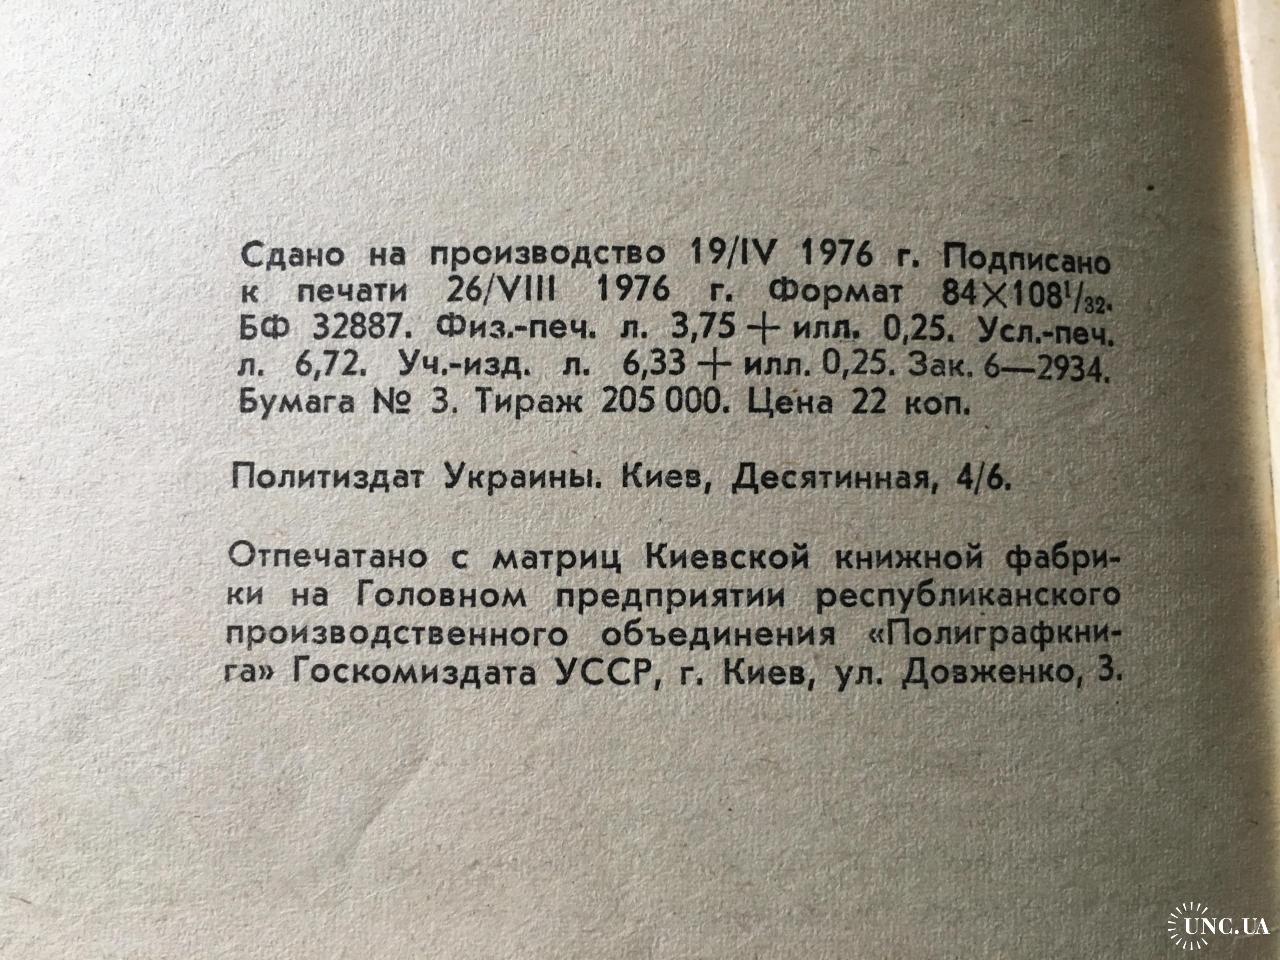 Сдано на производство 19/IV 1976 г. Подписано
к печати 26/VIII 1976 г. Формат 84×108¹/₃₂.
БФ 32887. Физ.-печ. л. 3,75 + илл. 0,25. Усл.-печ.
л. 6,72. Уч.-изд. л. 6,33 + илл. 0,25. Зак. 6—2934.
Бумага № 3. Тираж 205 000. Цена 22 коп.
Политиздат Украины. Киев, Десятинная, 4/6.
Отпечатано с матриц Киевской книжной фабри-
ки на Головном предприятии республиканского
производственного объединения «Полиграфкни-
га» Госкомиздата УССР, г. Киев, ул. Довженко, 3.
UNC.UA